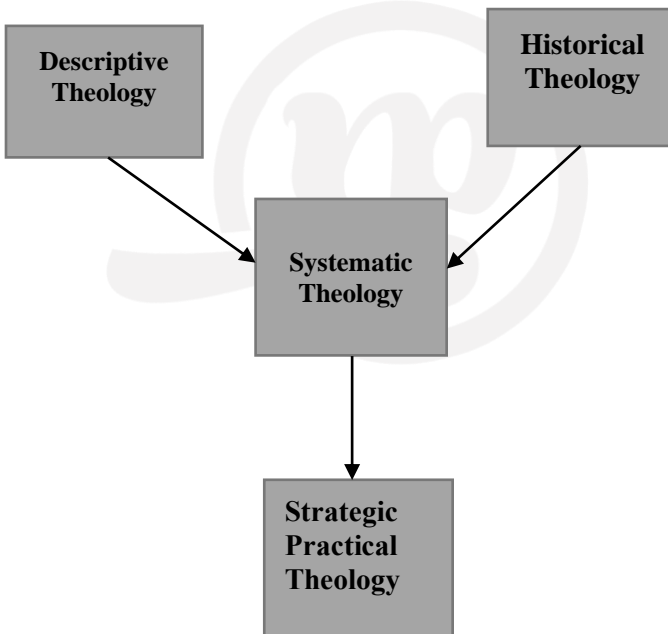 Descriptive
Theology
Historical
Theology
Systematic
Theology
Strategic
Practical
Theology